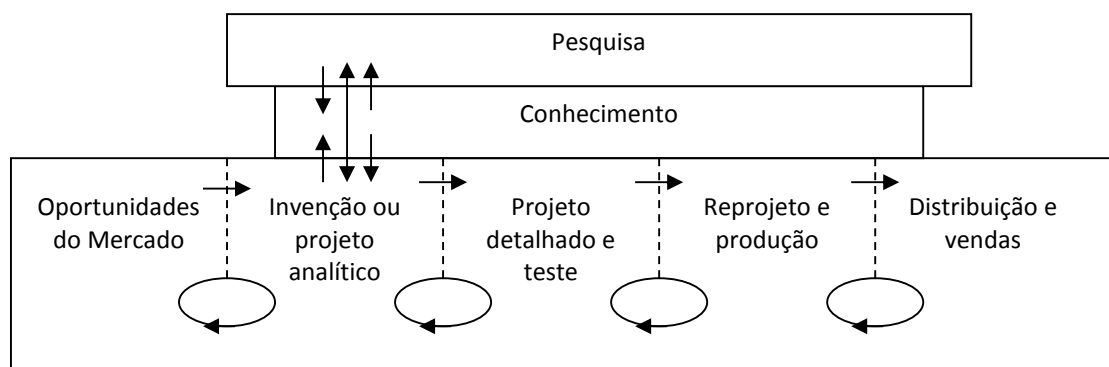 Pesquisa
Conhecimento
Oportunidades
do Mercado
Invenção ou
projeto
analítico
Projeto
detalhado e
teste
Reprojeto e
produção
Distribuição e
vendas